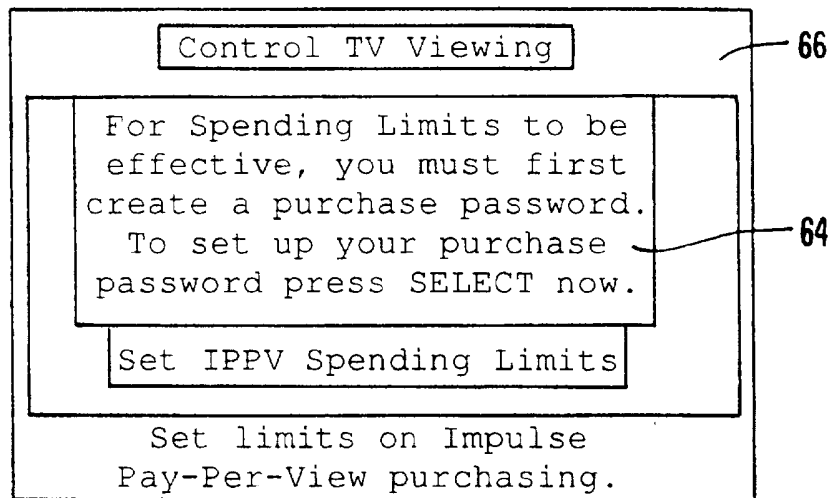 Control TV Viewing
66
For Spending Limits to be
effective, you must first
create a purchase password.
To set up your purchase
64
password press SELECT now.
Set IPPV Spending Limits
Set limits on Impulse
Pay-Per-View purchasing.